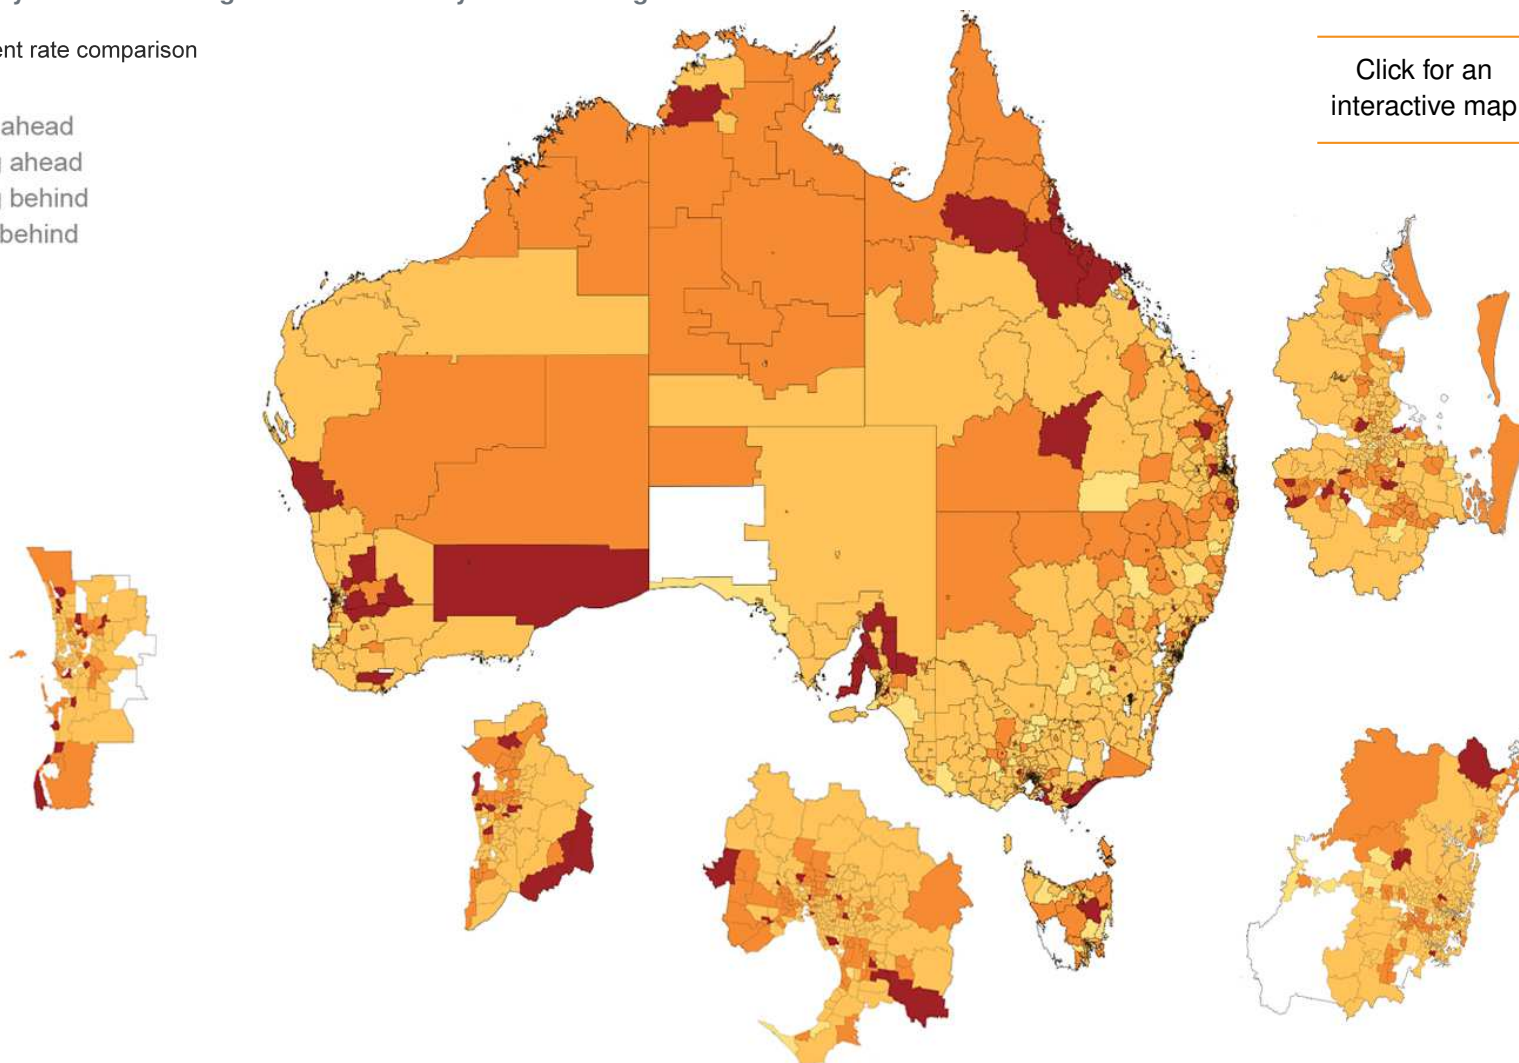 ent rate comparison
Click for an
interactive map
ahead
ahead
behind
behind